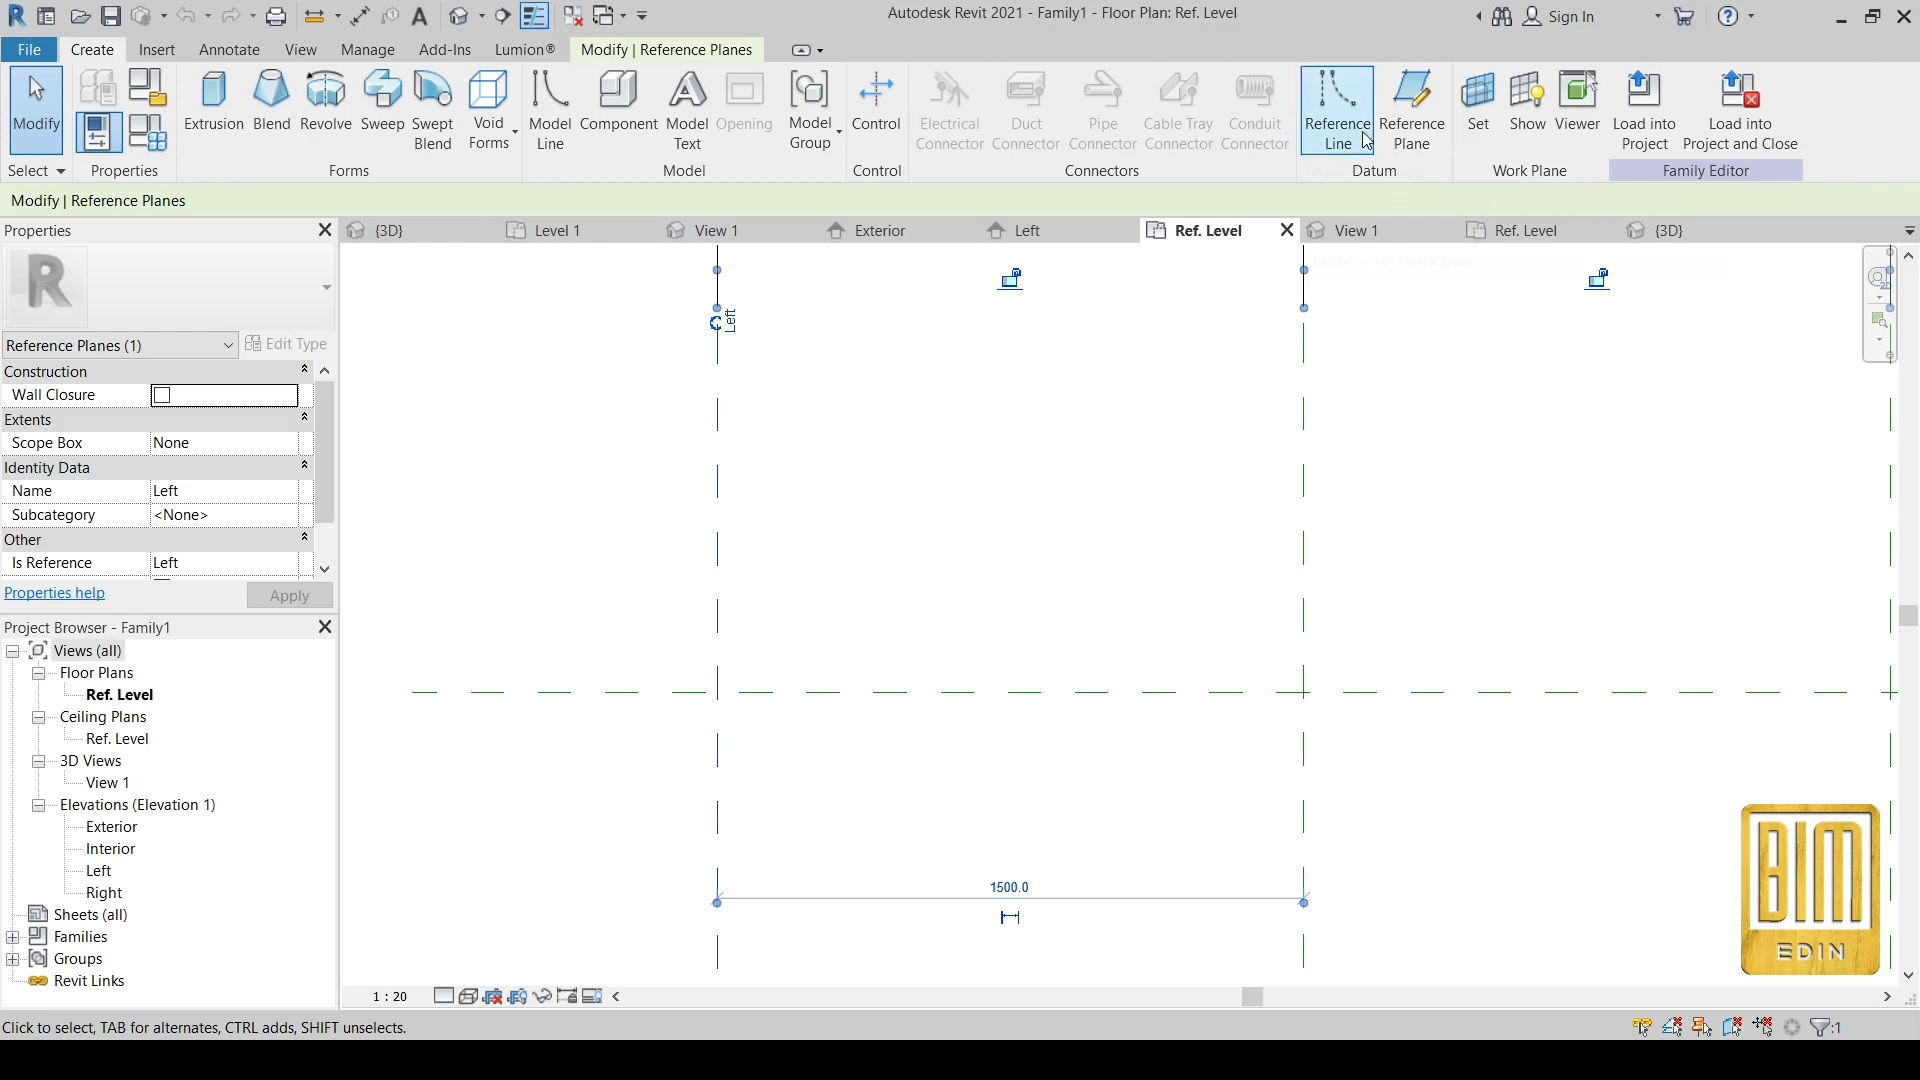 Autodesk Revit 2021 - Family1 - Floor Plan: Ref. Level
Sign In
File Create Insert Annotate View Manage Add-Ins Lumion® Modify | Reference Planes
Modify
Extrusion Blend Revolve Sweep Swept Blend Void Forms
Model Line Component Model Text Opening Model Group Control
Electrical Connector Duct Connector Pipe Connector Cable Tray Connector Conduit Connector
Reference Line Reference Plane Set Show Viewer Load into Project Load into Project and Close
Select Properties Forms Model Control Connectors Datum Work Plane Family Editor
Modify | Reference Planes
Properties
{3D} Level 1 View 1 Exterior Left Ref. Level View 1 Ref. Level {3D}
R
2D
Left
Reference Planes (1) Edit Type
Construction
Wall Closure
Extents
Scope Box None
Identity Data
Name Left
Subcategory <None>
Other
Is Reference Left
Properties help Apply
Project Browser - Family1
Views (all)
Floor Plans
Ref. Level
Ceiling Plans
Ref. Level
3D Views
View 1
Elevations (Elevation 1)
Exterior
Interior
Left
Right
Sheets (all)
Families
Groups
Revit Links
1500.0
BIM
EDIN
1 : 20
Click to select, TAB for alternates, CTRL adds, SHIFT unselects.
:1